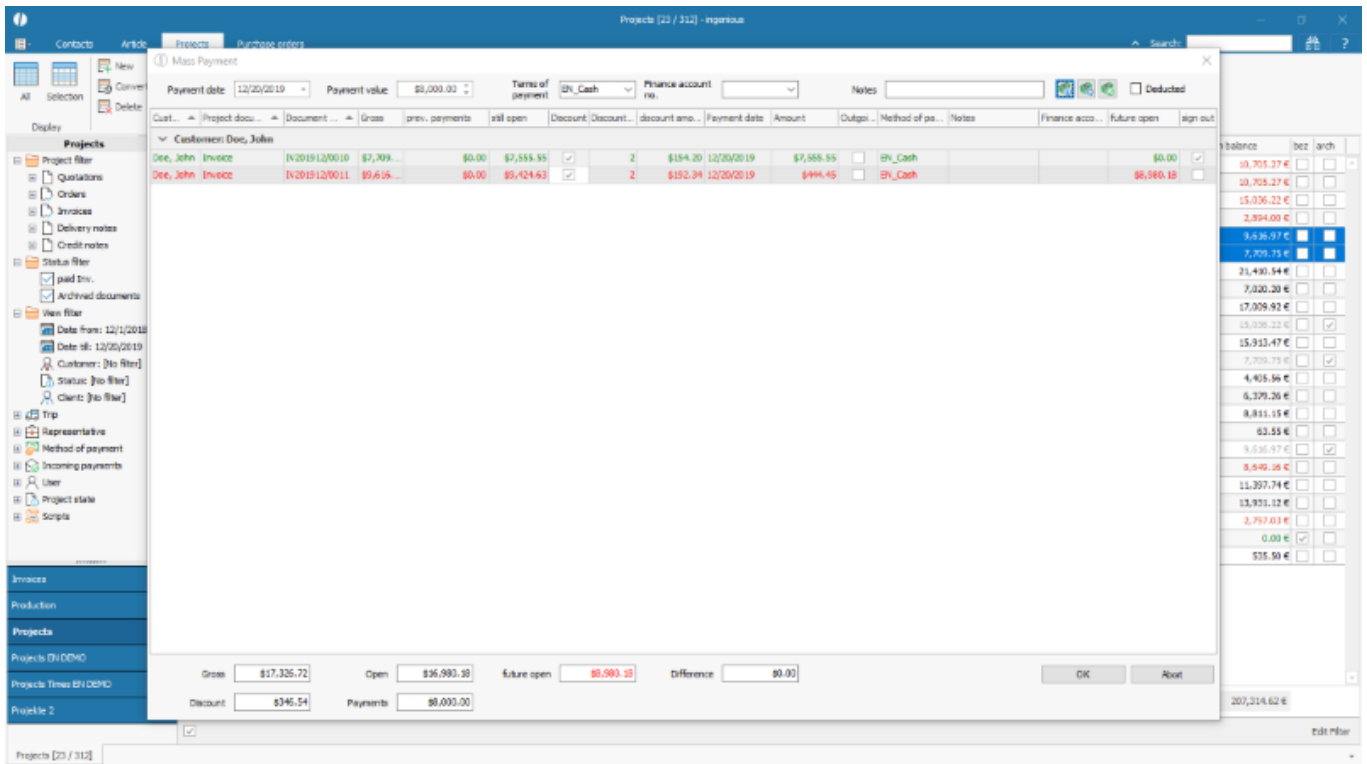 Projects [23 / 312] - ingenious
Contacts Article Projects Purchase orders Search: ?
All Selection New
Convert
Delete
Display
Mass Payment
Payment date 12/20/2019 Payment value $8,000.00 Terms of payment EN_Cash Finance account no. Notes Deducted
Cust... Project docu... Document ... Gross prev. payments still open Discount Discount... discount amo... Payment date Amount Outgoi... Method of pa... Notes Finance acco... future open sign out
Customer: Doe, John
Doe, John Invoice IV201912/0010 $7,709.... $0.00 $7,555.55 2 $154.20 12/20/2019 $7,555.55 EN_Cash $0.00
Doe, John Invoice IV201912/0011 $9,616.... $0.00 $9,424.63 2 $192.34 12/20/2019 $444.45 EN_Cash $8,980.18
Projects
Project filter
Quotations
Orders
Invoices
Delivery notes
Credit notes
Status filter
paid Inv.
Archived documents
View filter
Date from: 12/1/2018
Date till: 12/20/2019
Customer: [No filter]
Status: [No filter]
Client: [No filter]
Trip
Representative
Method of payment
Incoming payments
User
Project state
Scripts
balance bez arch
10,705.27 €
10,705.27 €
15,036.22 €
2,894.00 €
9,616.97 €
7,709.75 €
21,410.54 €
7,020.20 €
17,009.92 €
15,036.22 €
15,913.47 €
7,709.75 €
4,405.56 €
6,379.26 €
8,811.15 €
63.55 €
9,616.97 €
8,649.16 €
11,397.74 €
13,931.12 €
2,757.03 €
0.00 €
535.50 €
207,314.62 €
Invoices
Production
Projects
Projects EN DEMO
Projects Times EN DEMO
Projekte 2
Gross $17,326.72 Open $16,980.18 future open $8,980.18 Difference $0.00 OK Abort
Discount $346.54 Payments $8,000.00
Edit Filter
Projects [23 / 312]